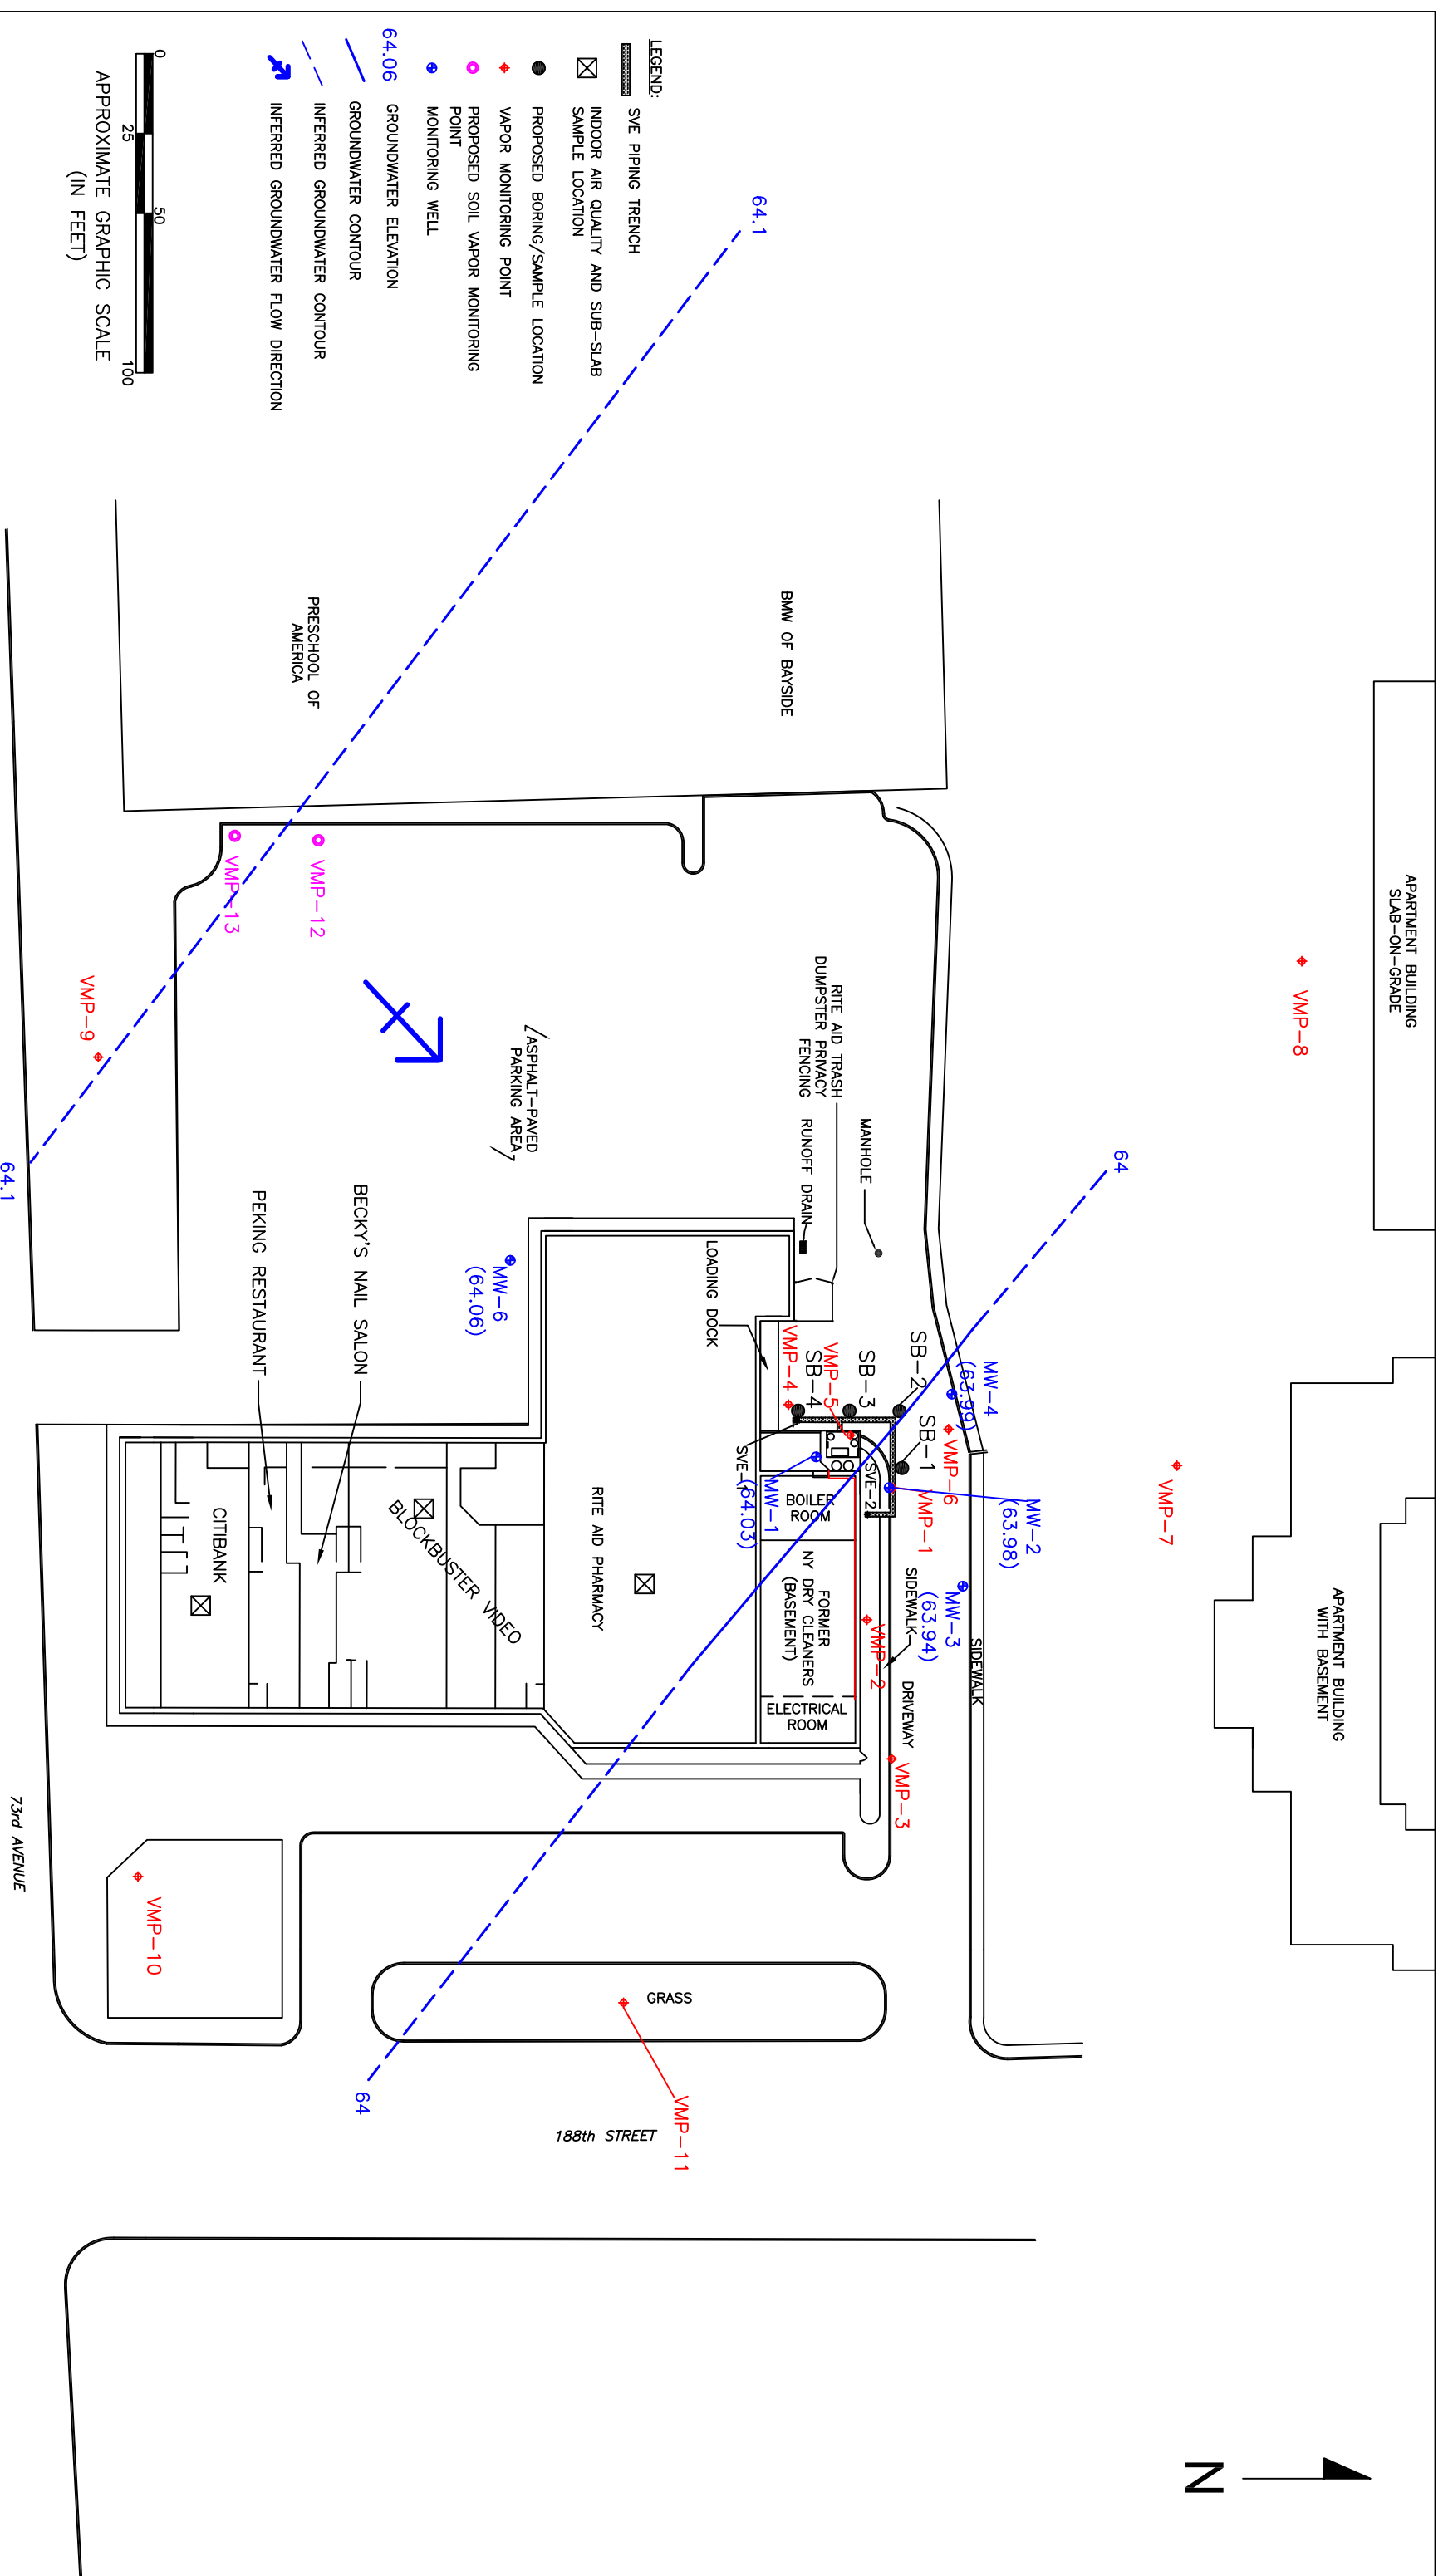 LEGEND:
SVE PIPING TRENCH
INDOOR AIR QUALITY AND SUB-SLAB
SAMPLE LOCATION
PROPOSED BORING/SAMPLE LOCATION
VAPOR MONITORING POINT
PROPOSED SOIL VAPOR MONITORING
POINT
MONITORING WELL
64.06 GROUNDWATER ELEVATION
GROUNDWATER CONTOUR
INFERRED GROUNDWATER CONTOUR
INFERRED GROUNDWATER FLOW DIRECTION
0 25 50 100
APPROXIMATE GRAPHIC SCALE
(IN FEET)
APARTMENT BUILDING
SLAB-ON-GRADE
VMP-8
APARTMENT BUILDING
WITH BASEMENT
VMP-7
N
64.1
64
BMW OF BAYSIDE
PRESCHOOL OF
AMERICA
VMP-12
VMP-13
VMP-9
64.1
ASPHALT-PAVED
PARKING AREA
RITE AID TRASH
DUMPSTER PRIVACY
FENCING
RUNOFF DRAIN
MANHOLE
LOADING DOCK
MW-6
(64.06)
MW-4
(63.99)
SB-2
SB-3
SB-4
SB-1
VMP-4
VMP-5
VMP-6
VMP-1
MW-2
(63.98)
MW-3
(63.94)
MW-1
(64.03)
SVE-1
SVE-2
SIDEWALK
SIDEWALK
DRIVEWAY
VMP-2
VMP-3
BOILER
ROOM
FORMER
NY DRY CLEANERS
(BASEMENT)
ELECTRICAL
ROOM
RITE AID PHARMACY
BLOCKBUSTER VIDEO
BECKY'S NAIL SALON
PEKING RESTAURANT
CITIBANK
GRASS
VMP-11
VMP-10
64
188th STREET
73rd AVENUE